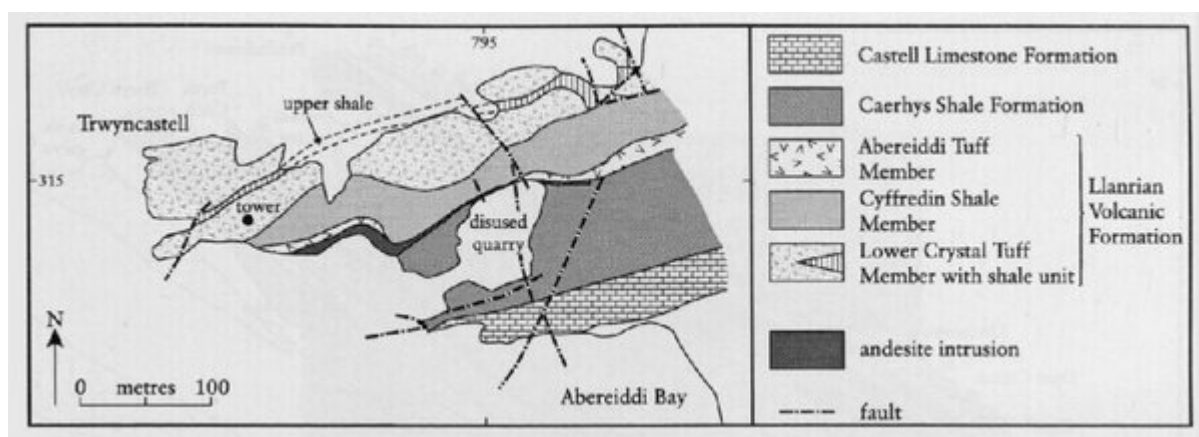 795
upper shale
Trwyncastell
315
tower
disused
quarry
N
0 metres 100
Abereiddi Bay
Castell Limestone Formation
Caerhys Shale Formation
Abereiddi Tuff
Member
Cyffredin Shale
Member
Lower Crystal Tuff
Member with shale unit
Llanrian
Volcanic
Formation
andesite intrusion
fault